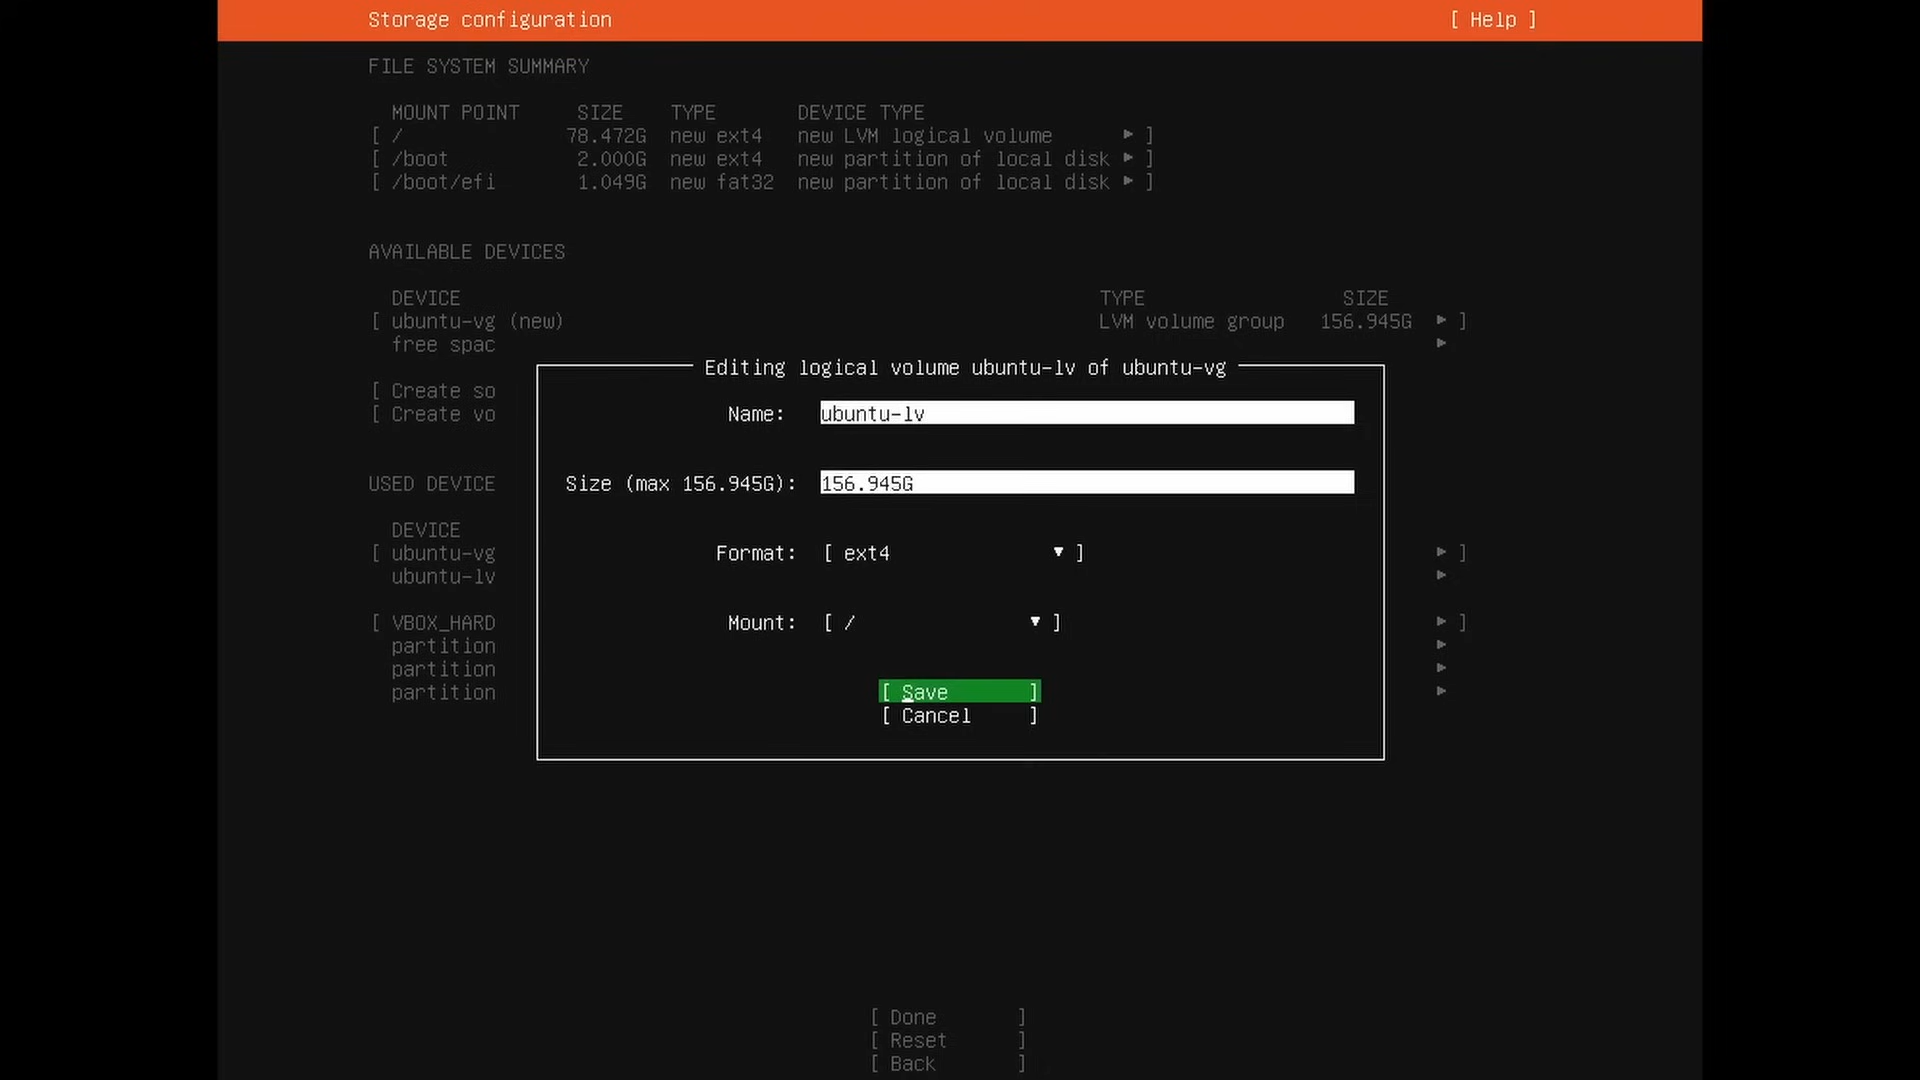 Storage configuration [ Help ]
FILE SYSTEM SUMMARY
MOUNT POINT SIZE TYPE DEVICE TYPE
[ / 78.472G new ext4 new LVM logical volume ▸ ]
[ /boot 2.000G new ext4 new partition of local disk ▸ ]
[ /boot/efi 1.049G new fat32 new partition of local disk ▸ ]
AVAILABLE DEVICES
DEVICE TYPE SIZE
[ ubuntu-vg (new) LVM volume group 156.945G ▸ ]
free spac ▸
[ Create so
[ Create vo
Editing logical volume ubuntu-lv of ubuntu-vg
Name: ubuntu-lv
Size (max 156.945G): 156.945G
Format: [ ext4 ▾ ]
Mount: [ / ▾ ]
[ Save ]
[ Cancel ]
USED DEVICE
DEVICE
[ ubuntu-vg ▸ ]
ubuntu-lv ▸
[ VBOX_HARD ▸ ]
partition ▸
partition ▸
partition ▸
[ Done ]
[ Reset ]
[ Back ]